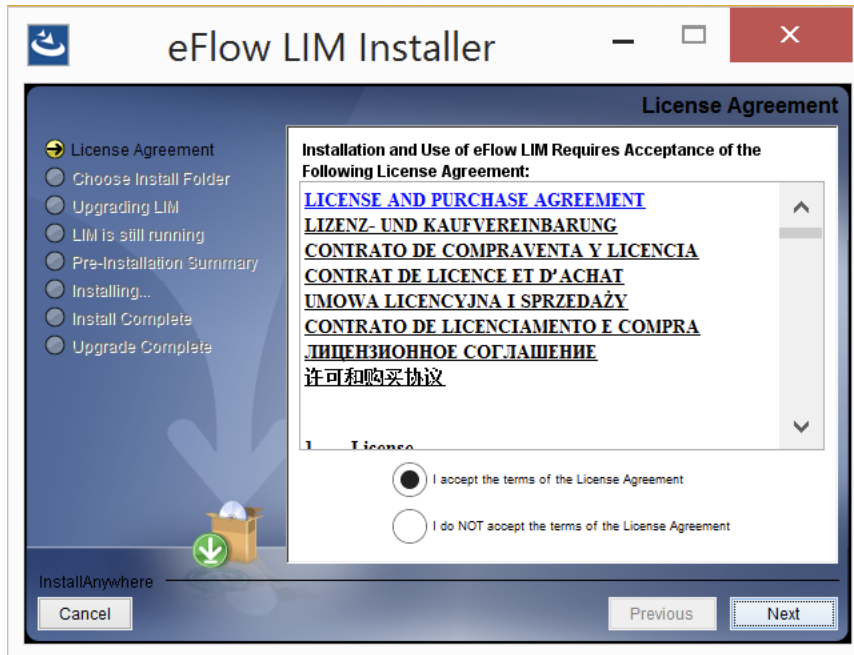 eFlow LIM Installer
License Agreement
License Agreement
Choose Install Folder
Upgrading LIM
LIM is still running
Pre-Installation Summary
Installing...
Install Complete
Upgrade Complete
Installation and Use of eFlow LIM Requires Acceptance of the
Following License Agreement:
LICENSE AND PURCHASE AGREEMENT
LIZENZ- UND KAUFVEREINBARUNG
CONTRATO DE COMPRAVENTA Y LICENCIA
CONTRAT DE LICENCE ET D'ACHAT
UMOWA LICENCYJNA I SPRZEDAŻY
CONTRATO DE LICENCIAMENTO E COMPRA
ЛИЦЕНЗИОННОЕ СОГЛАШЕНИЕ
许可和购买协议
1. License
I accept the terms of the License Agreement
I do NOT accept the terms of the License Agreement
InstallAnywhere
Cancel
Previous
Next